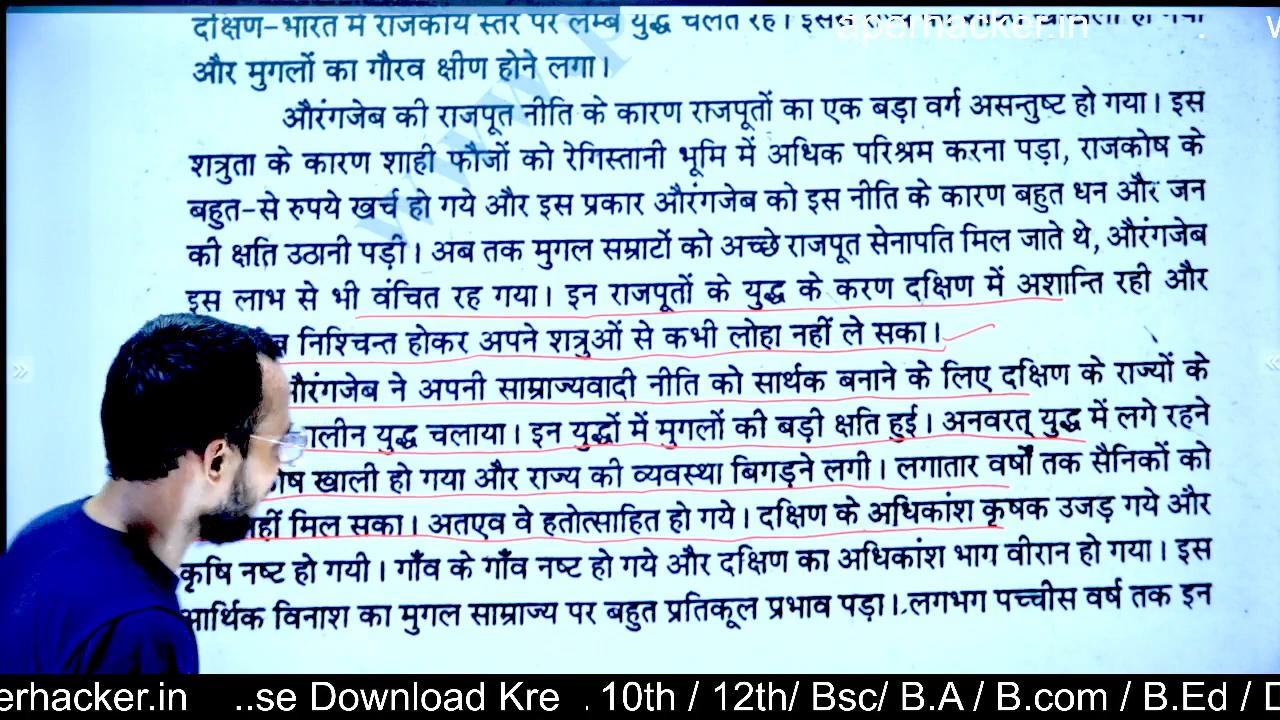 दक्षिण-भारत में राजकीय स्तर पर लम्बे युद्ध चलते रहे। इससे
aperhacker.in
और मुगलों का गौरव क्षीण होने लगा।
औरंगजेब की राजपूत नीति के कारण राजपूतों का एक बड़ा वर्ग असन्तुष्ट हो गया। इस
शत्रुता के कारण शाही फौजों को रेगिस्तानी भूमि में अधिक परिश्रम करना पड़ा, राजकोष के
बहुत-से रुपये खर्च हो गये और इस प्रकार औरंगजेब को इस नीति के कारण बहुत धन और जन
की क्षति उठानी पड़ी। अब तक मुगल सम्राटों को अच्छे राजपूत सेनापति मिल जाते थे, औरंगजेब
इस लाभ से भी वंचित रह गया। इन राजपूतों के युद्ध के करण दक्षिण में अशान्ति रही और
निश्चिन्त होकर अपने शत्रुओं से कभी लोहा नहीं ले सका।
औरंगजेब ने अपनी साम्राज्यवादी नीति को सार्थक बनाने के लिए दक्षिण के राज्यों के
ालीन युद्ध चलाया। इन युद्धों में मुगलों की बड़ी क्षति हुई। अनवरत् युद्ध में लगे रहने
ष खाली हो गया और राज्य की व्यवस्था बिगड़ने लगी। लगातार वर्षों तक सैनिकों को
नहीं मिल सका। अतएव वे हतोत्साहित हो गये। दक्षिण के अधिकांश कृषक उजड़ गये और
कृषि नष्ट हो गयी। गाँव के गाँव नष्ट हो गये और दक्षिण का अधिकांश भाग वीरान हो गया। इस
आर्थिक विनाश का मुगल साम्राज्य पर बहुत प्रतिकूल प्रभाव पड़ा। लगभग पच्चीस वर्ष तक इन
erhacker.in ..se Download Kre . 10th / 12th/ Bsc/ B.A / B.com / B.Ed / D